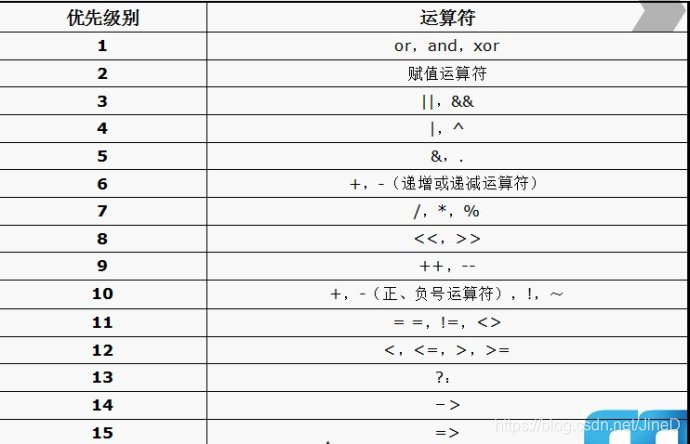 优先级别 运算符
1 or，and，xor
2 赋值运算符
3 ||，&&
4 |，^
5 &，.
6 +，-（递增或递减运算符）
7 /，*，%
8 <<，>>
9 ++，--
10 +，-（正、负号运算符），!，～
11 = =，!=，<>
12 <，<=，>，>=
13 ?：
14 ->
15 =>
https://blog.csdn.net/JineD